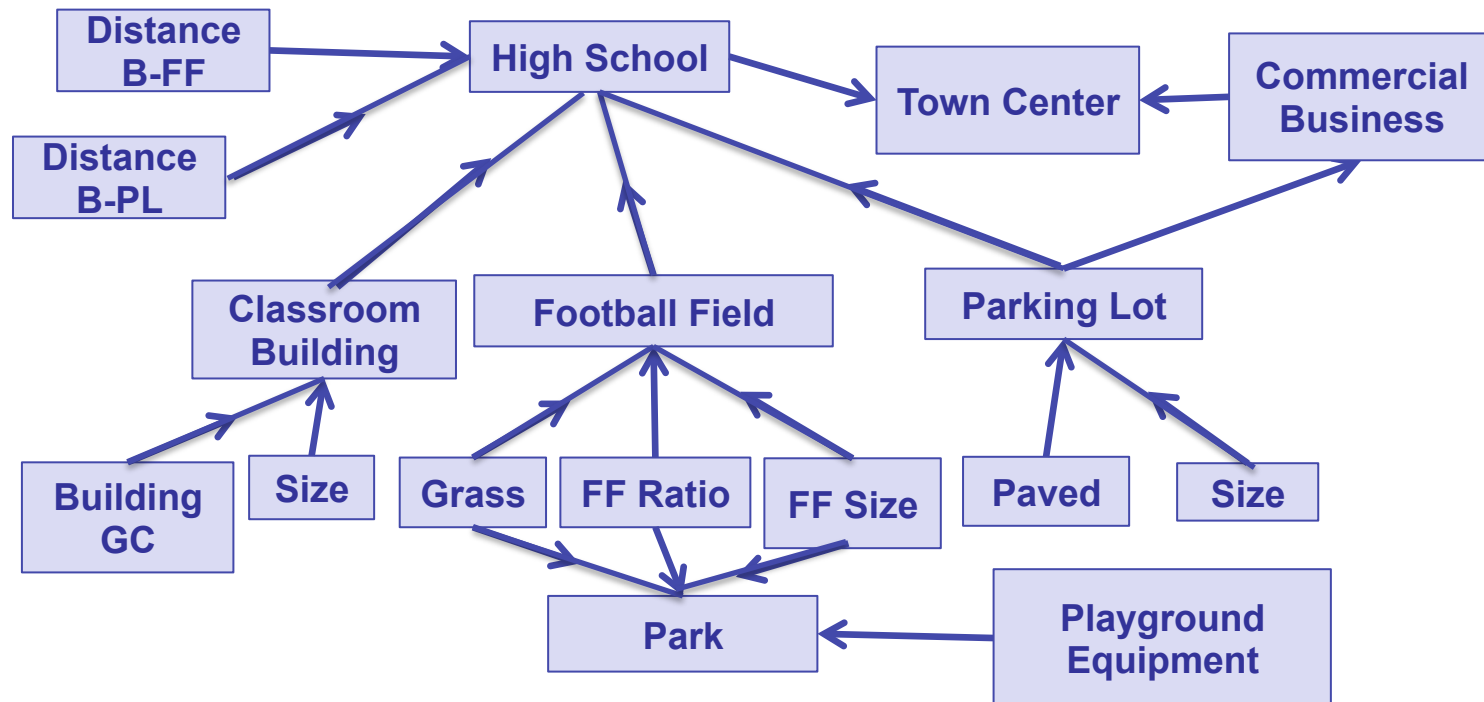 Distance
B-FF
High School
Town Center
Commercial
Business
Distance
B-PL
Classroom
Building
Football Field
Parking Lot
Building
GC
Size
Grass
FF Ratio
FF Size
Paved
Size
Park
Playground
Equipment